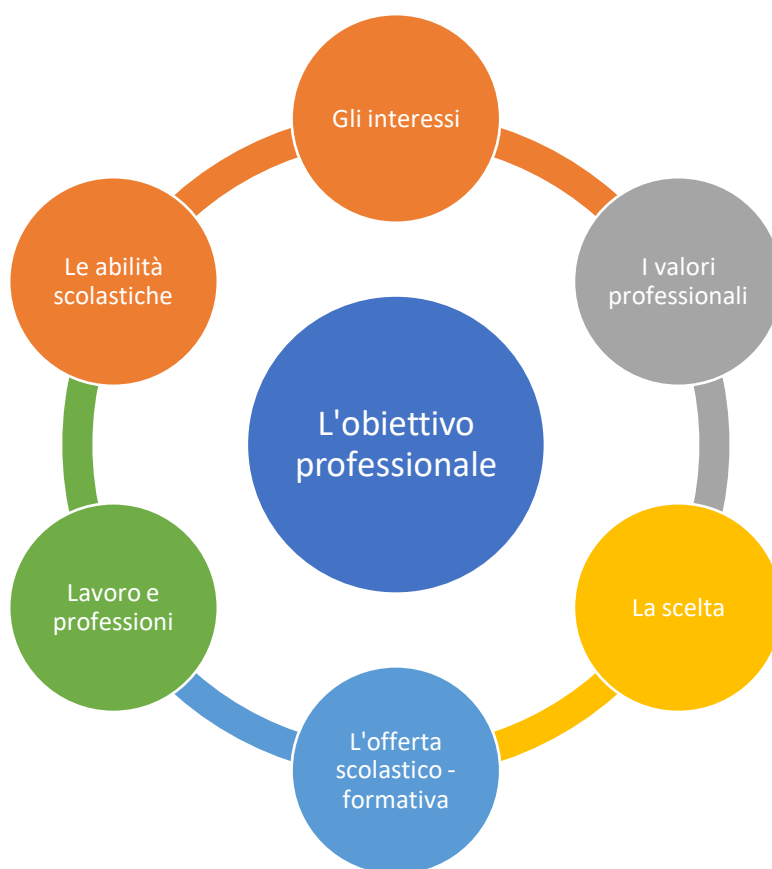 Gli interessi
Le abilità
scolastiche
I valori
professionali
L'obiettivo
professionale
Lavoro e
professioni
La scelta
L'offerta
scolastico -
formativa